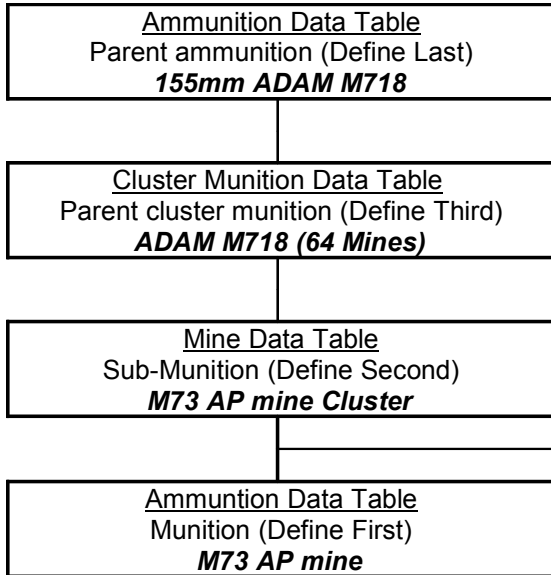 Ammunition Data Table
Parent ammunition (Define Last)
155mm ADAM M718
Cluster Munition Data Table
Parent cluster munition (Define Third)
ADAM M718 (64 Mines)
Mine Data Table
Sub-Munition (Define Second)
M73 AP mine Cluster
Ammuntion Data Table
Munition (Define First)
M73 AP mine